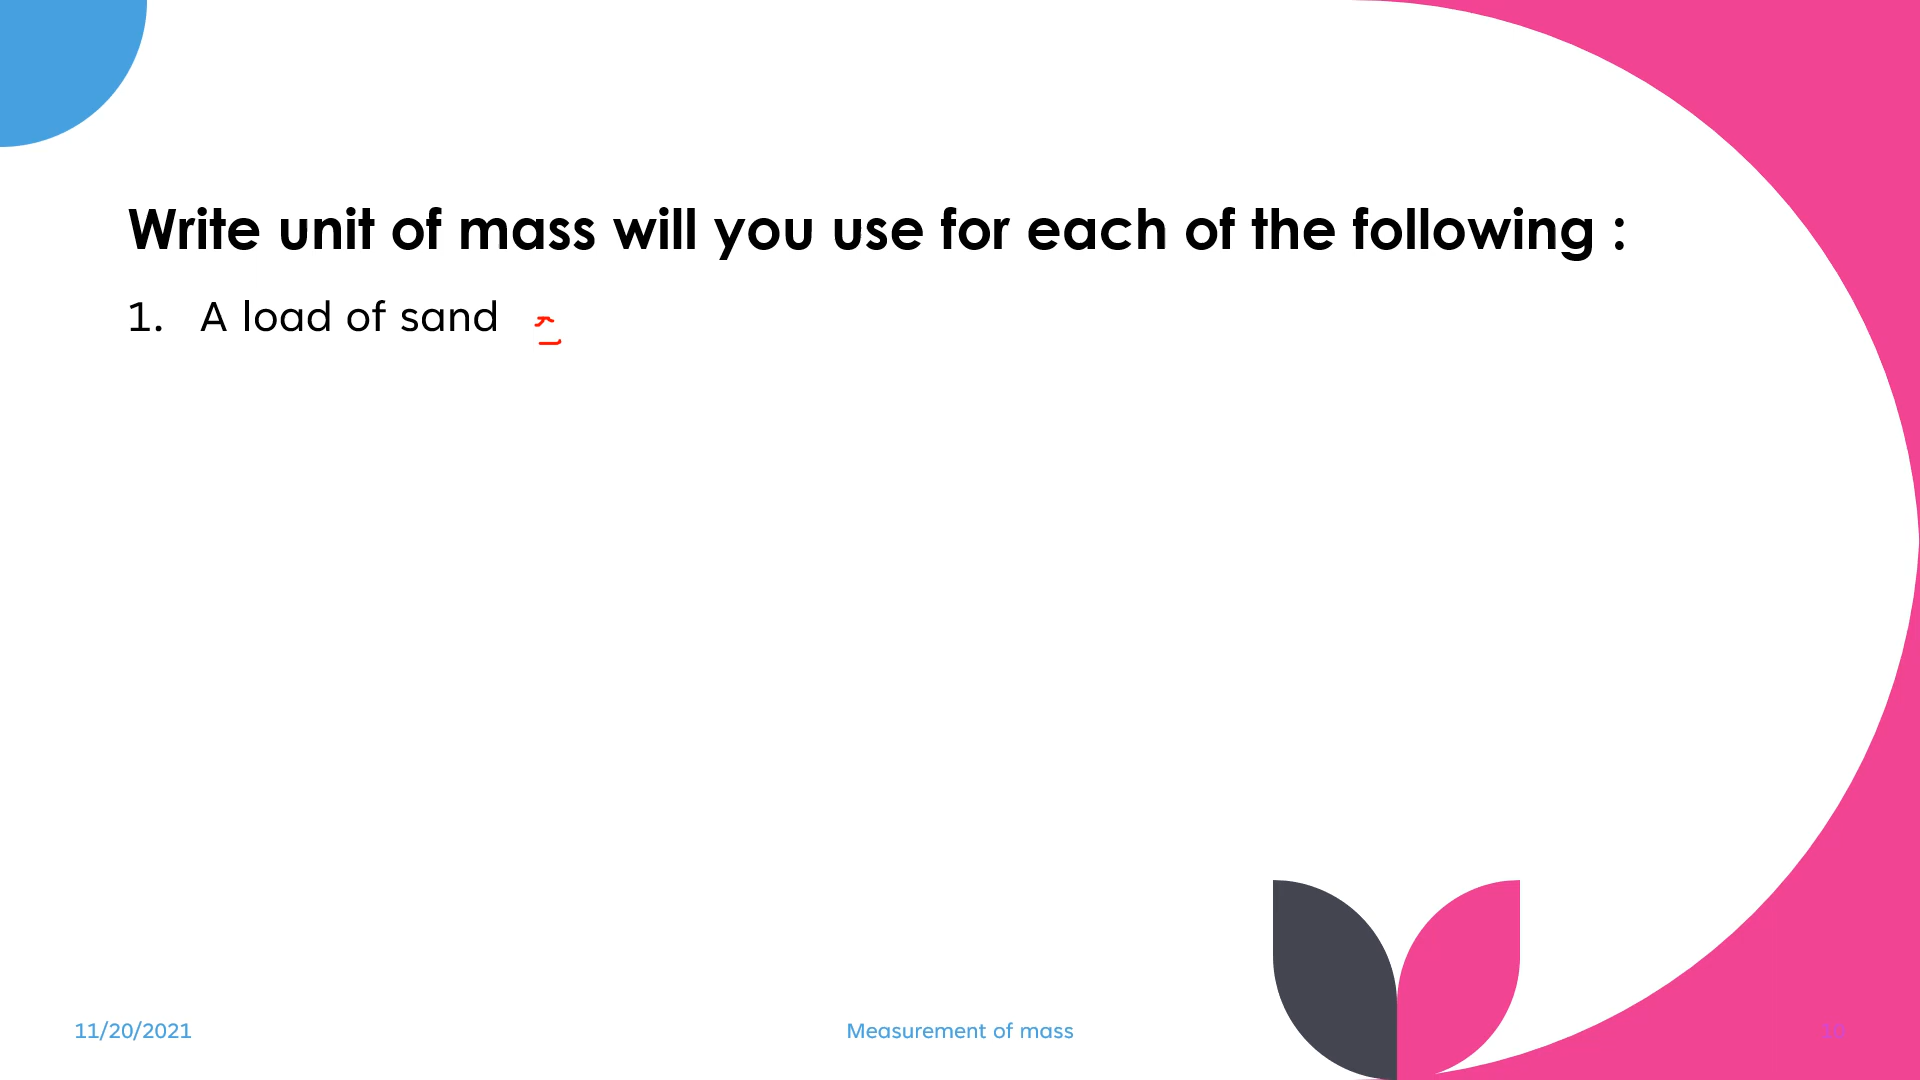 Write unit of mass will you use for each of the following :
1. A load of sand
11/20/2021
Measurement of mass
10